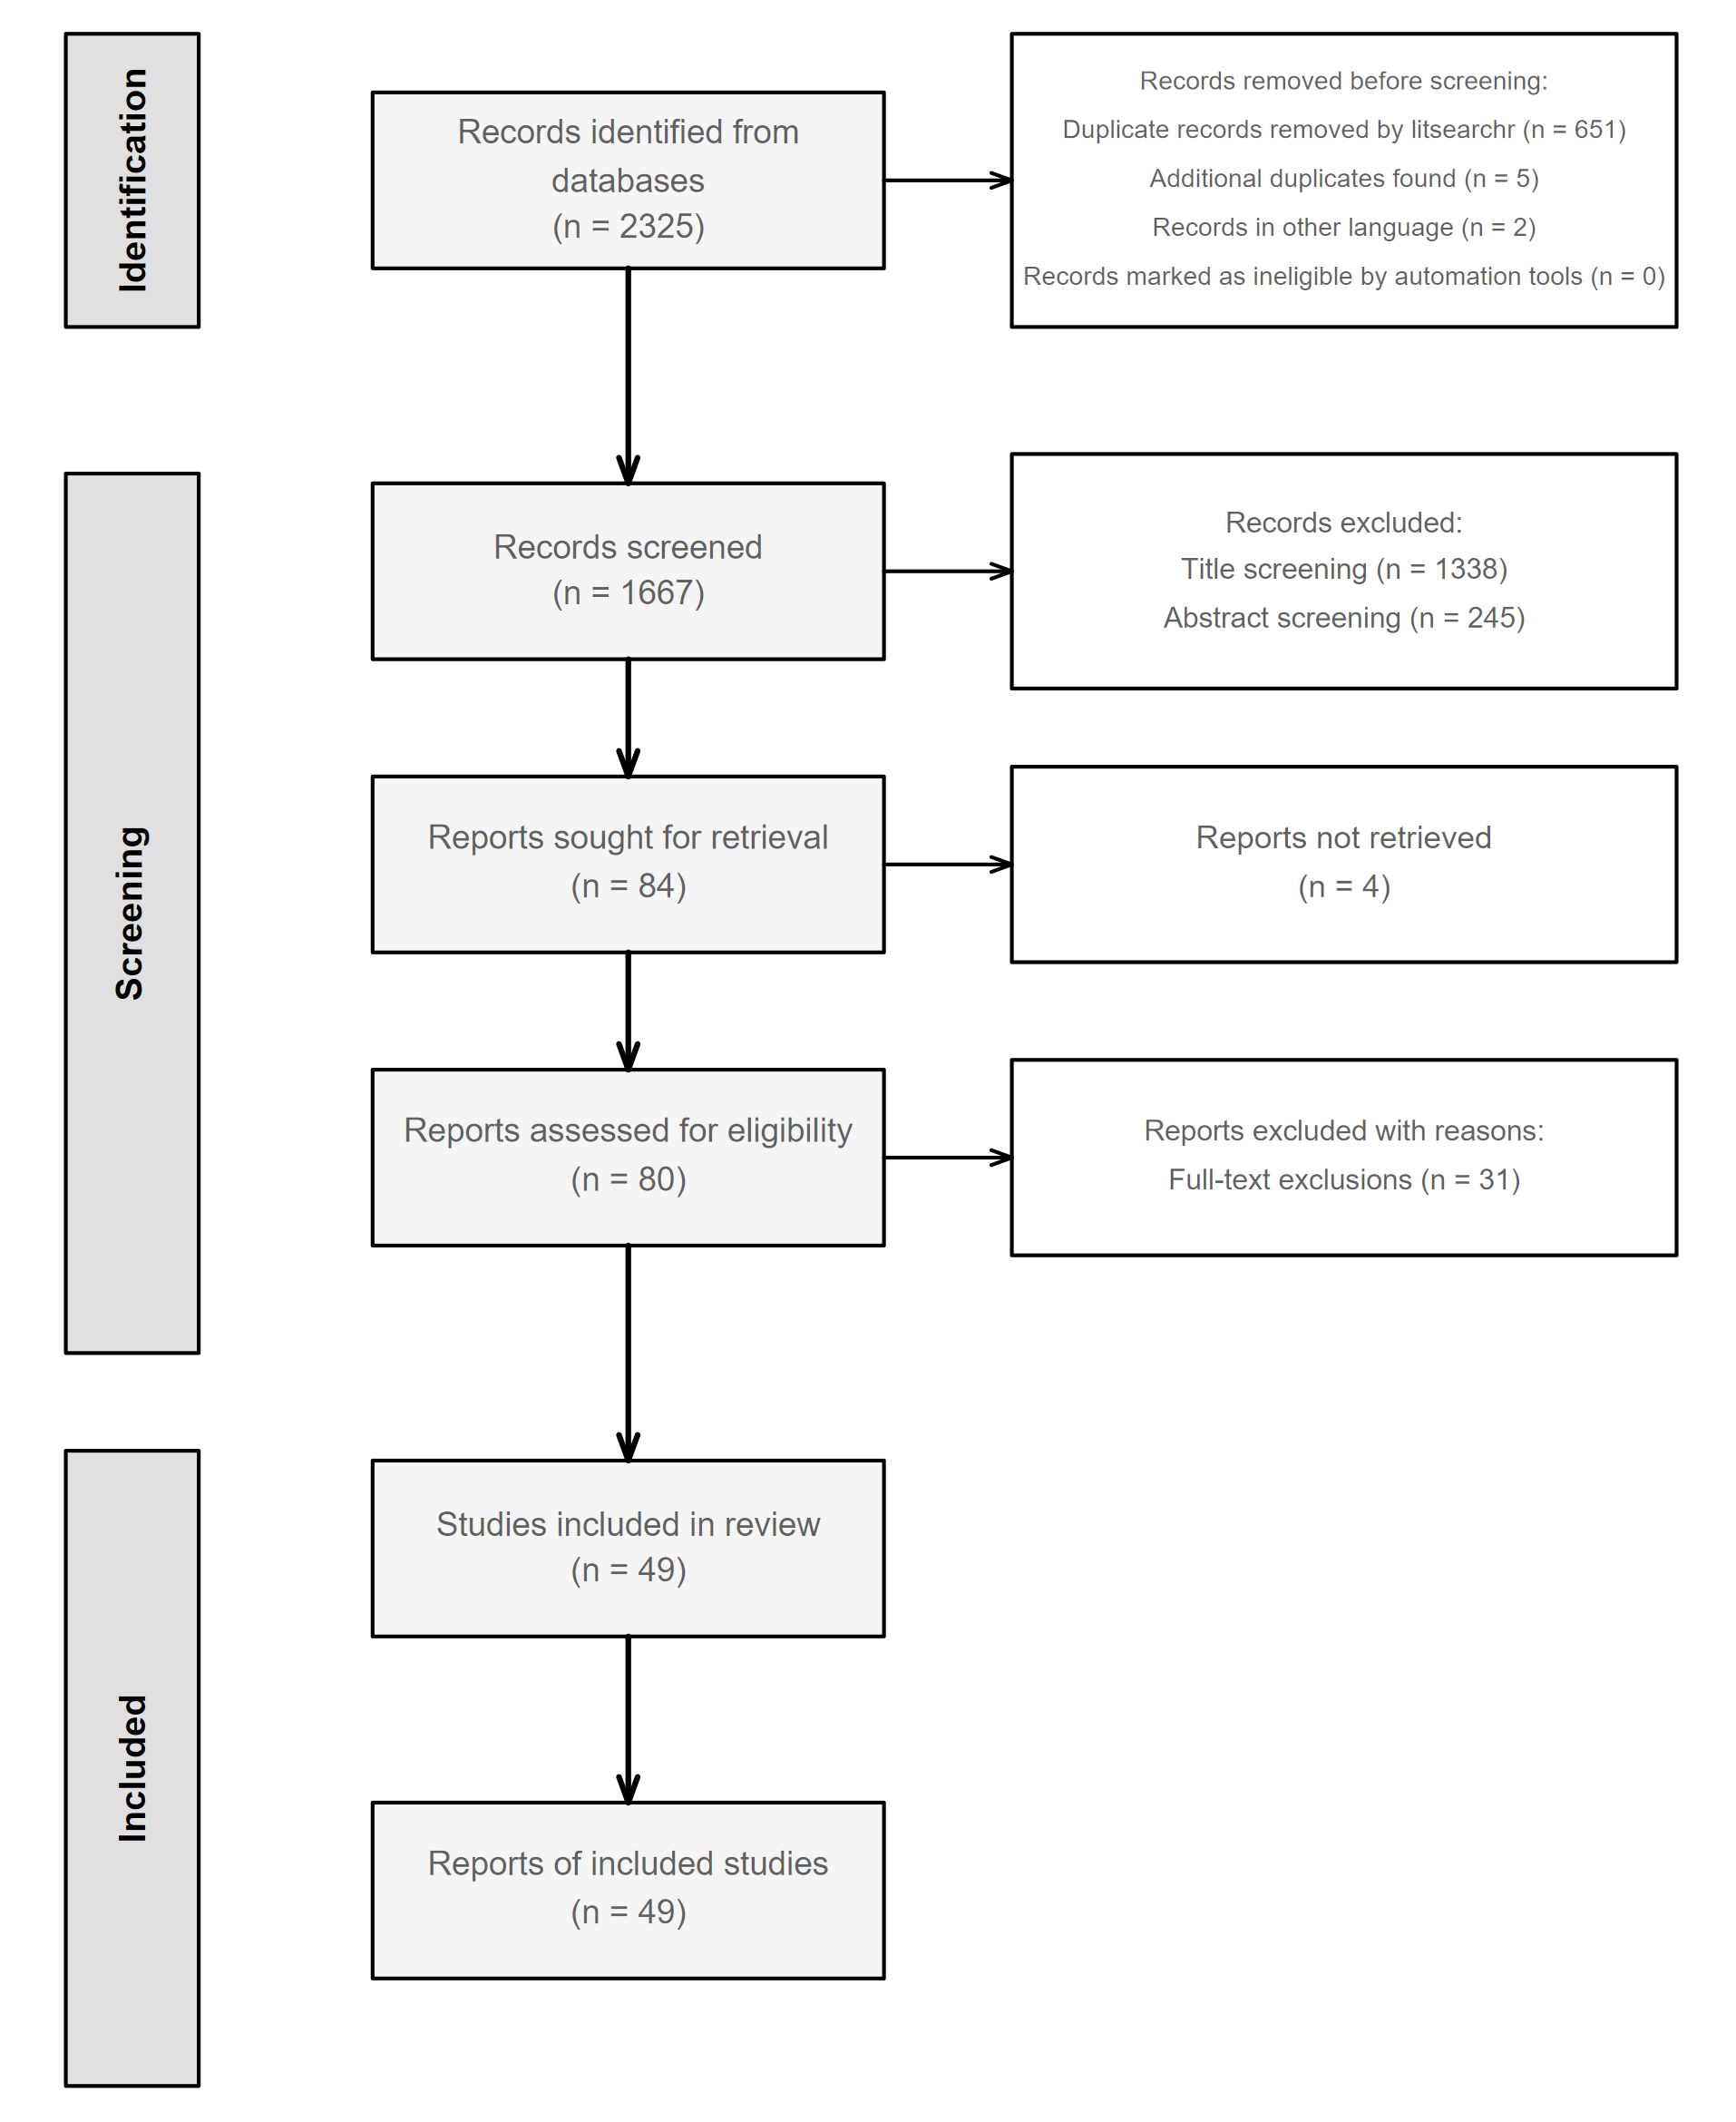 Identification
Records identified from
databases
(n = 2325)
Records removed before screening:
Duplicate records removed by litsearchr (n = 651)
Additional duplicates found (n = 5)
Records in other language (n = 2)
Records marked as ineligible by automation tools (n = 0)
Screening
Records screened
(n = 1667)
Records excluded:
Title screening (n = 1338)
Abstract screening (n = 245)
Reports sought for retrieval
(n = 84)
Reports not retrieved
(n = 4)
Reports assessed for eligibility
(n = 80)
Reports excluded with reasons:
Full-text exclusions (n = 31)
Included
Studies included in review
(n = 49)
Reports of included studies
(n = 49)